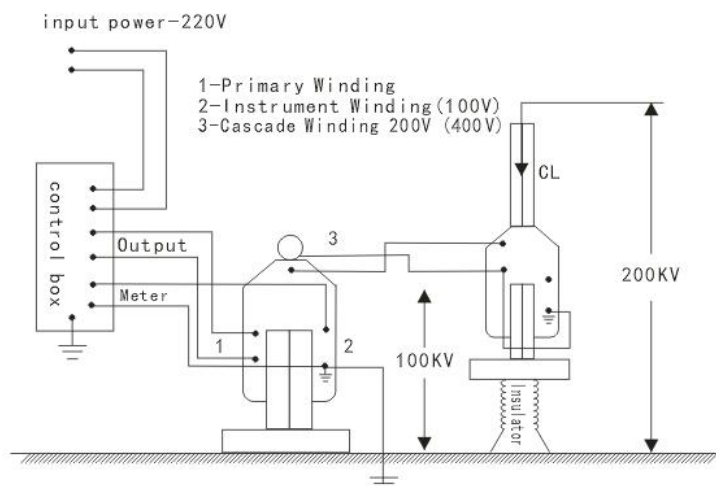 input power-220V
1-Primary Winding
2-Instrument Winding(100V)
3-Cascade Winding 200V (400V)
control box
Output
Meter
1
2
3
CL
100KV
200KV
Insulator